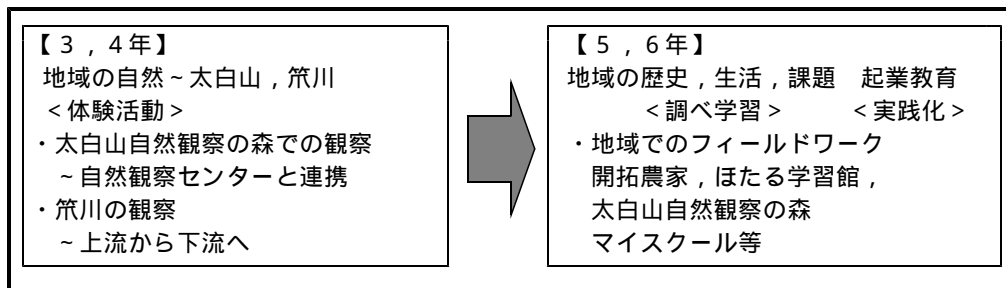 【3,4年】
地域の自然~太白山,笊川
<体験活動>
・太白山自然観察の森での観察
~自然観察センターと連携
・笊川の観察
~上流から下流へ
【5,6年】
地域の歴史,生活,課題 起業教育
<調べ学習> <実践化>
・地域でのフィールドワーク
開拓農家,ほたる学習館,
太白山自然観察の森
マイスクール等